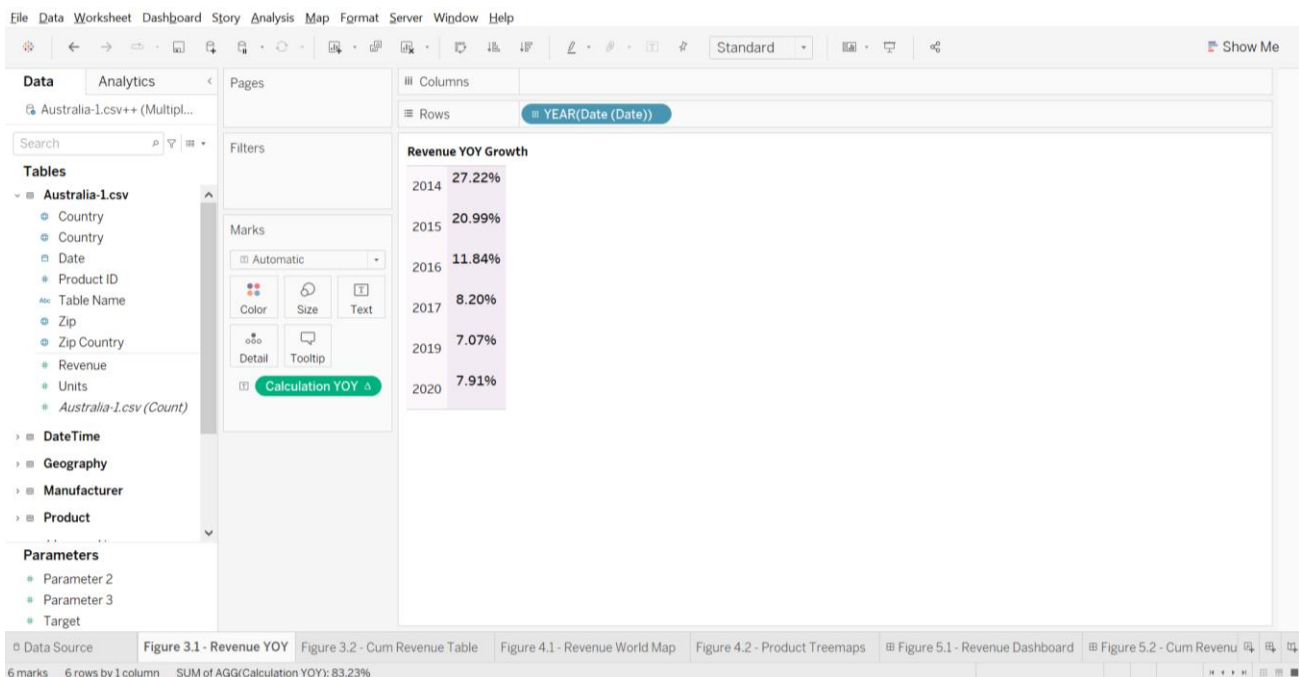 File Data Worksheet Dashboard Story Analysis Map Format Server Window Help
Standard
Show Me
Data Analytics
Pages
Columns
Australia-1.csv++ (Multipl...
Rows
YEAR(Date (Date))
Search
Filters
Revenue YOY Growth
Tables
Australia-1.csv
Country
Country
Date
Product ID
Abc Table Name
Zip
Zip Country
Revenue
Units
Australia-1.csv (Count)
DateTime
Geography
Manufacturer
Product
Parameters
Parameter 2
Parameter 3
Target
Marks
Automatic
Color Size Text
Detail Tooltip
Calculation YOY Δ
2014 27.22%
2015 20.99%
2016 11.84%
2017 8.20%
2019 7.07%
2020 7.91%
Data Source Figure 3.1 - Revenue YOY Figure 3.2 - Cum Revenue Table Figure 4.1 - Revenue World Map Figure 4.2 - Product Treemaps Figure 5.1 - Revenue Dashboard Figure 5.2 - Cum Revenu
6 marks 6 rows by 1 column SUM of AGG(Calculation YOY): 83.23%